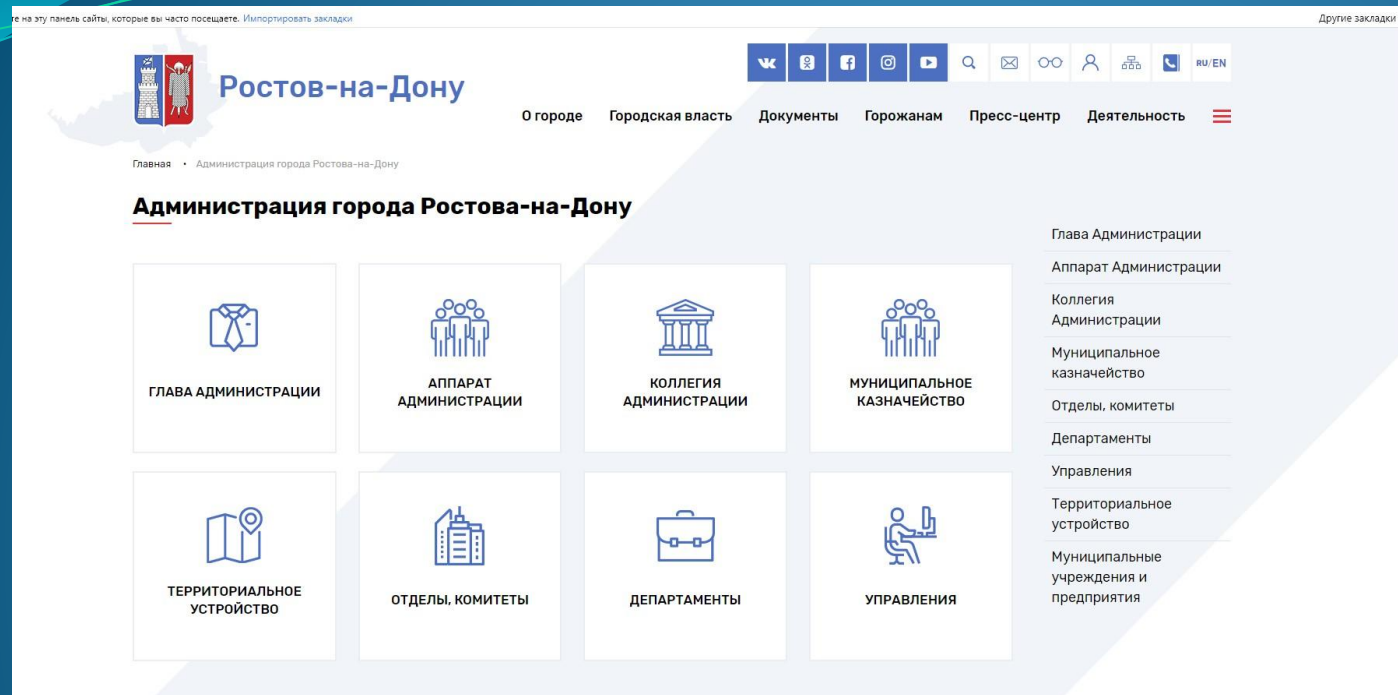 те на эту панель сайты, которые вы часто посещаете. Импортировать закладки
Другие закладки
Ростов-на-Дону
RU/EN
О городе Городская власть Документы Горожанам Пресс-центр Деятельность
Главная • Администрация города Ростова-на-Дону
Администрация города Ростова-на-Дону
ГЛАВА АДМИНИСТРАЦИИ
АППАРАТ
АДМИНИСТРАЦИИ
КОЛЛЕГИЯ
АДМИНИСТРАЦИИ
МУНИЦИПАЛЬНОЕ
КАЗНАЧЕЙСТВО
ТЕРРИТОРИАЛЬНОЕ
УСТРОЙСТВО
ОТДЕЛЫ, КОМИТЕТЫ
ДЕПАРТАМЕНТЫ
УПРАВЛЕНИЯ
Глава Администрации
Аппарат Администрации
Коллегия
Администрации
Муниципальное
казначейство
Отделы, комитеты
Департаменты
Управления
Территориальное
устройство
Муниципальные
учреждения и
предприятия